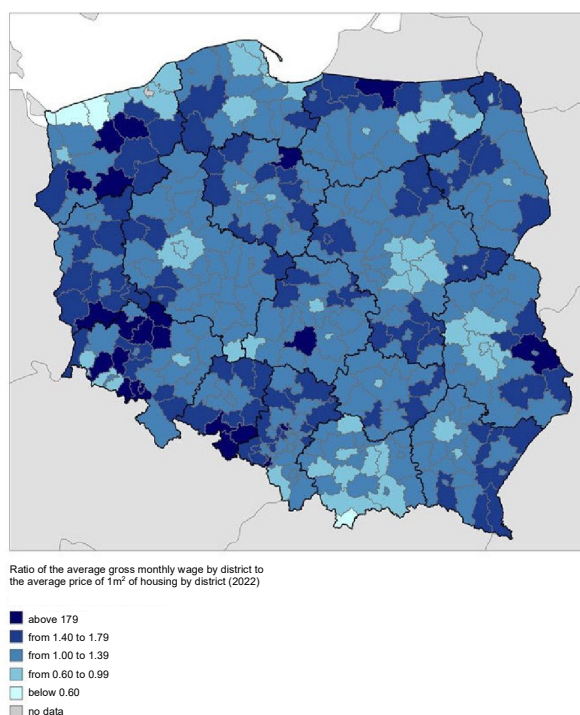 Ratio of the average gross monthly wage by district to
the average price of 1m² of housing by district (2022)
above 179
from 1.40 to 1.79
from 1.00 to 1.39
from 0.60 to 0.99
below 0.60
no data